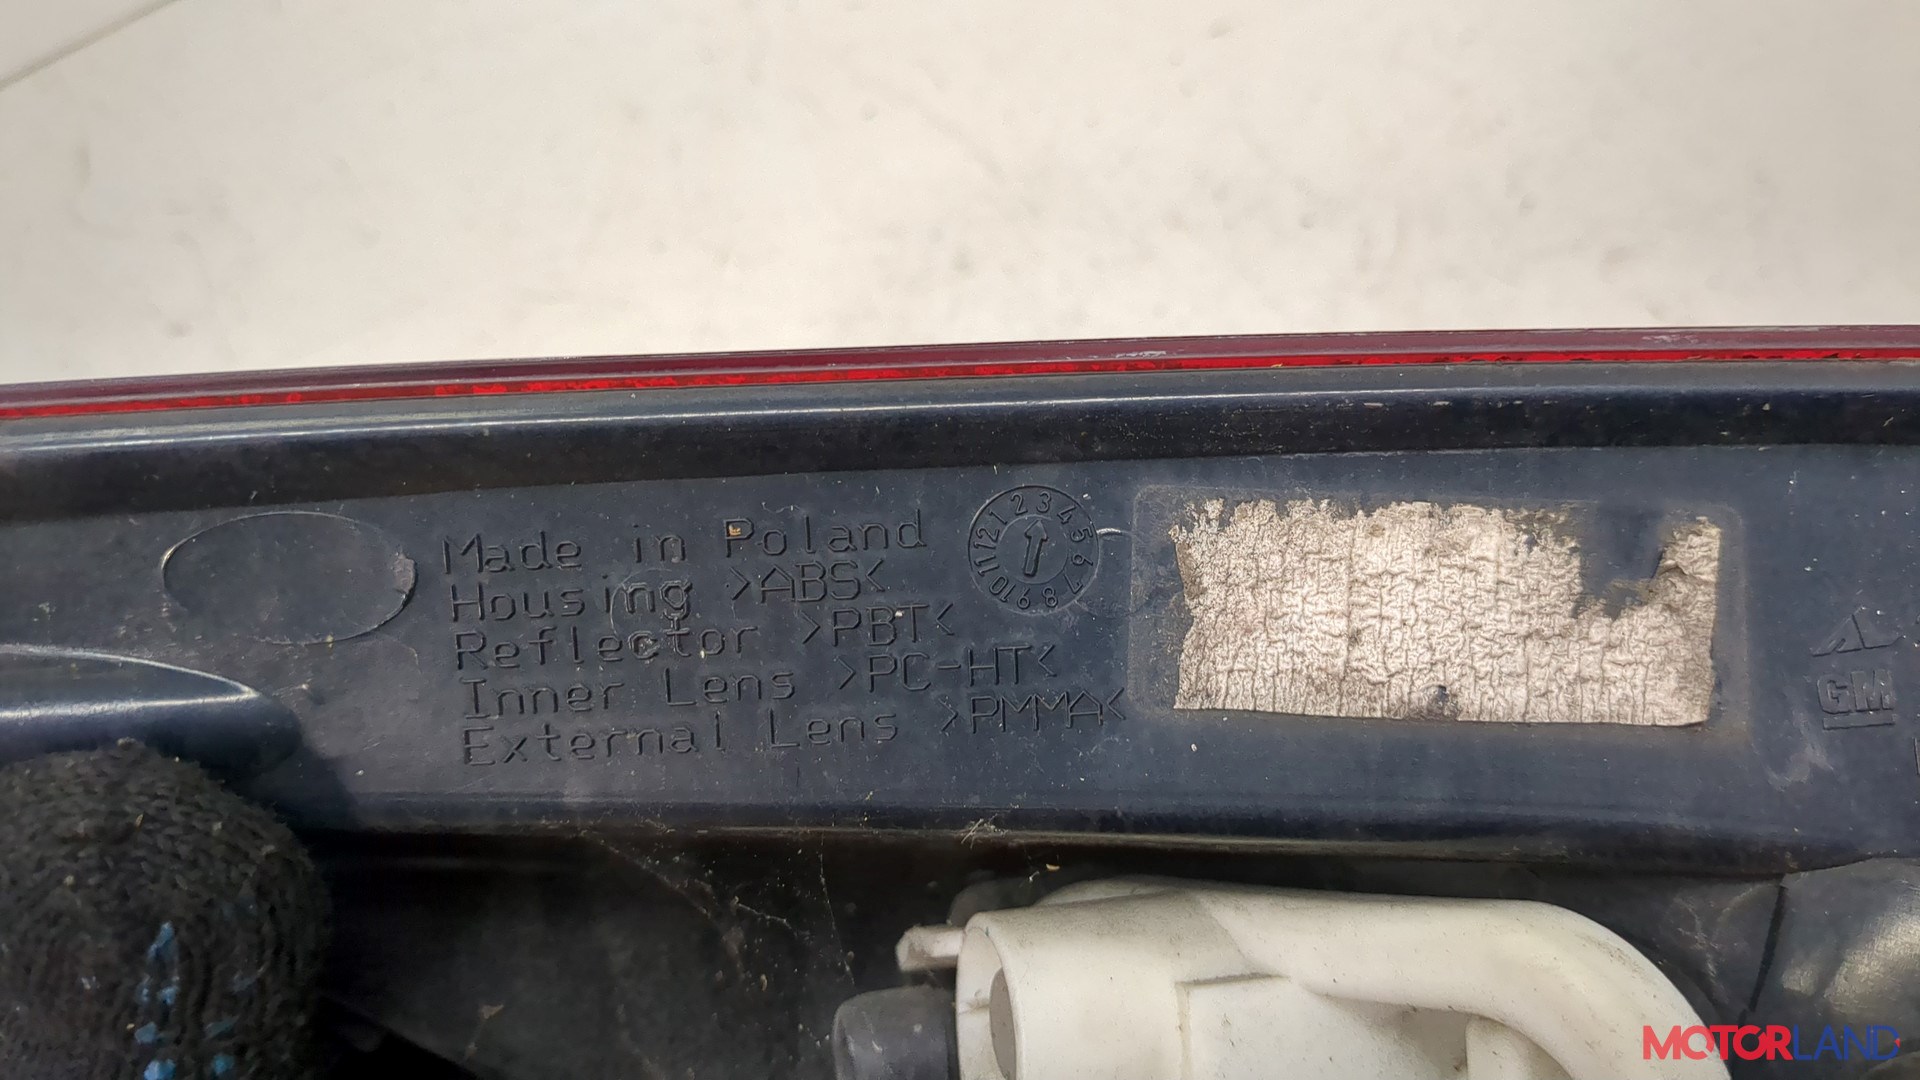 Made in Poland
Housing >ABS<
Reflector >PBT<
Inner Lens >PC-HT<
External Lens >PMMA<
1 2 3 4 5 6 7 8 9 10 11 12
GM
MOTORLAND